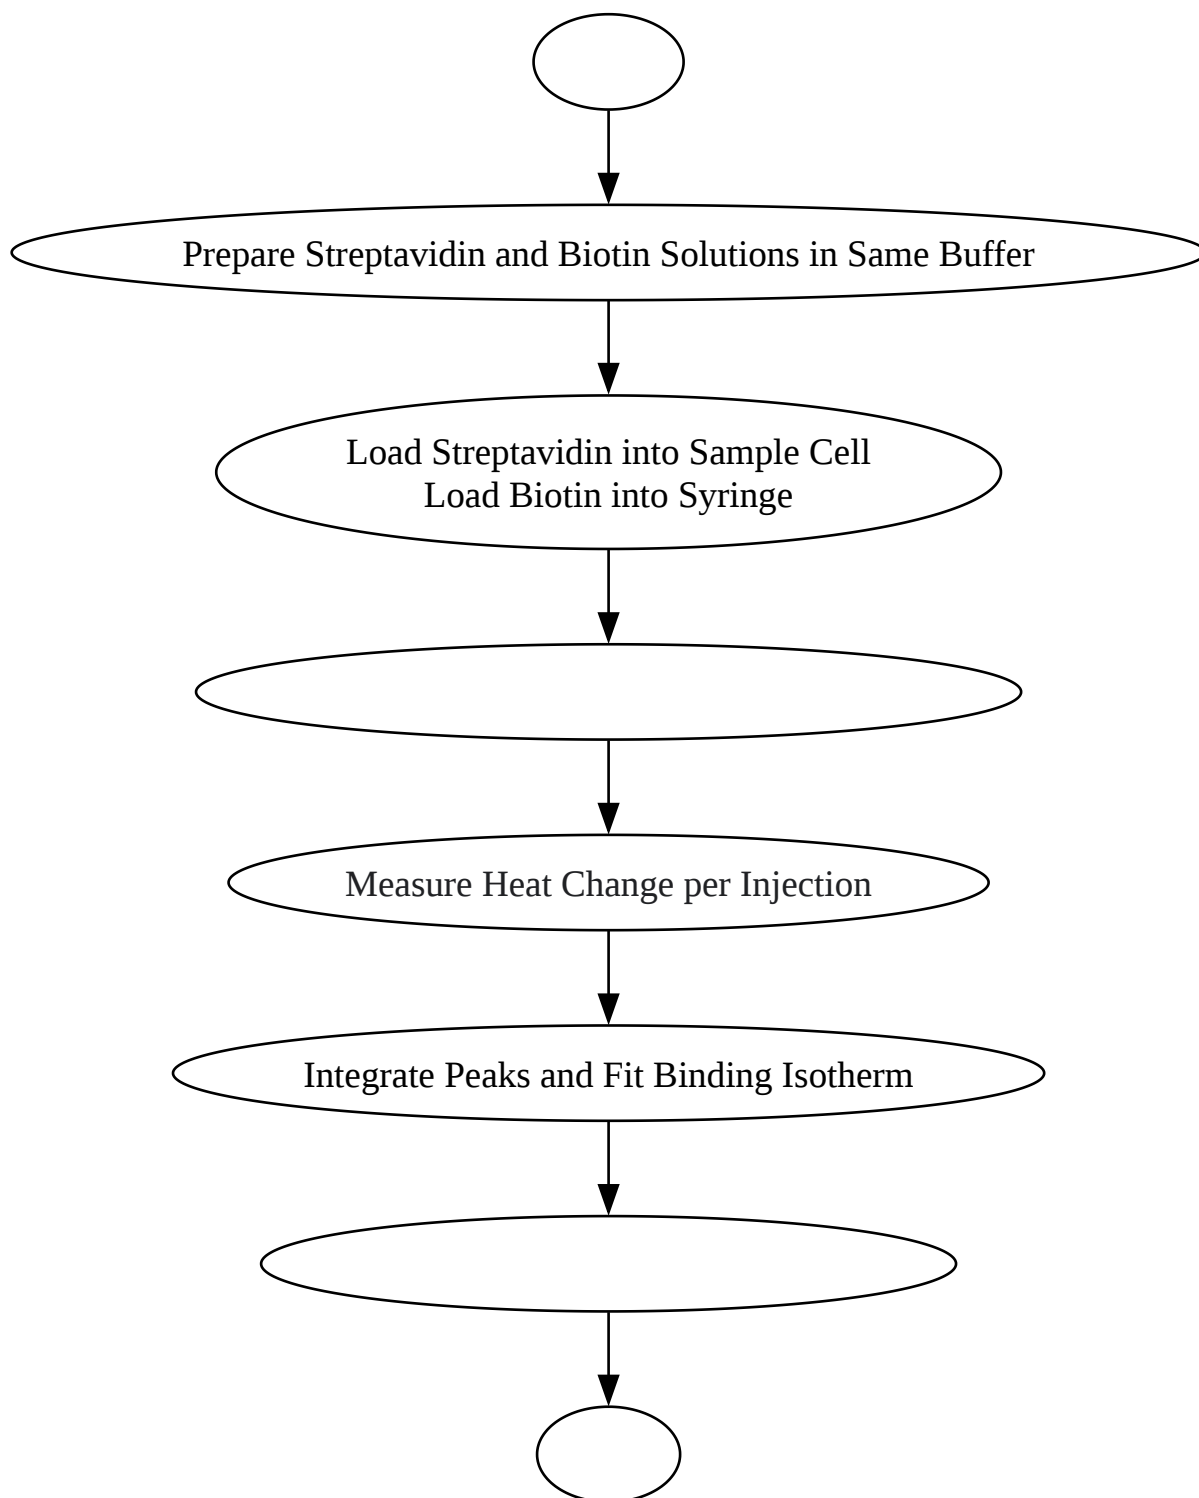 Prepare Streptavidin and Biotin Solutions in Same Buffer
Load Streptavidin into Sample Cell
Load Biotin into Syringe
Measure Heat Change per Injection
Integrate Peaks and Fit Binding Isotherm